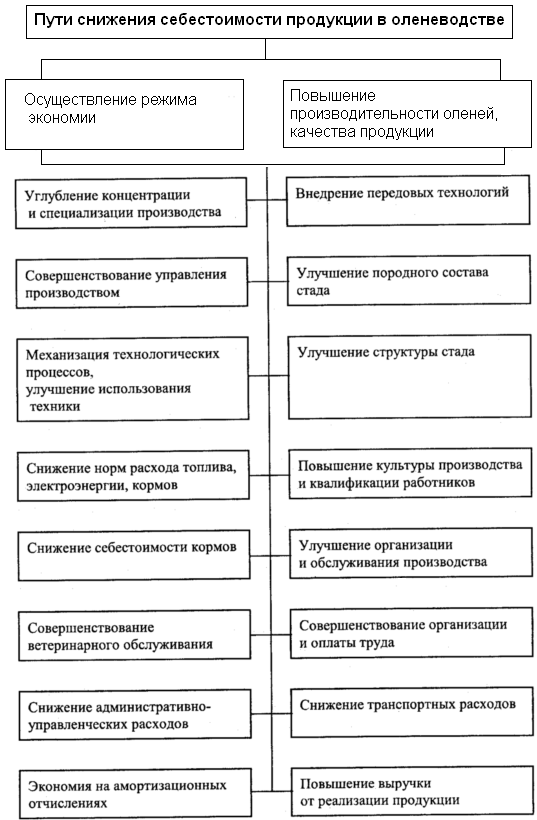 Пути снижения себестоимости продукции в оленеводстве
Осуществление режима
экономии
Повышение
производительности оленей,
качества продукции
Углубление концентрации
и специализации производства
Внедрение передовых технологий
Совершенствование управления
производством
Улучшение породного состава
стада
Механизация технологических
процессов,
улучшение использования
техники
Улучшение структуры стада
Снижение норм расхода топлива,
электроэнергии, кормов
Повышение культуры производства
и квалификации работников
Снижение себестоимости кормов
Улучшение организации
и обслуживания производства
Совершенствование
ветеринарного обслуживания
Совершенствование организации
и оплаты труда
Снижение административно-
управленческих расходов
Снижение транспортных расходов
Экономия на амортизационных
отчислениях
Повышение выручки
от реализации продукции